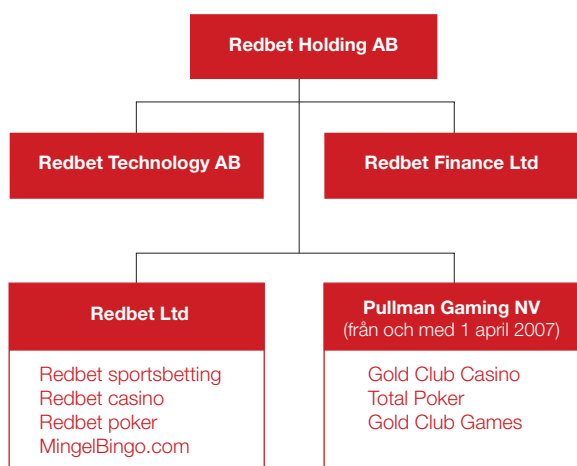 Redbet Holding AB
Redbet Technology AB
Redbet Finance Ltd
Redbet Ltd
Redbet sportsbetting
Redbet casino
Redbet poker
MingelBingo.com
Pullman Gaming NV
(från och med 1 april 2007)
Gold Club Casino
Total Poker
Gold Club Games